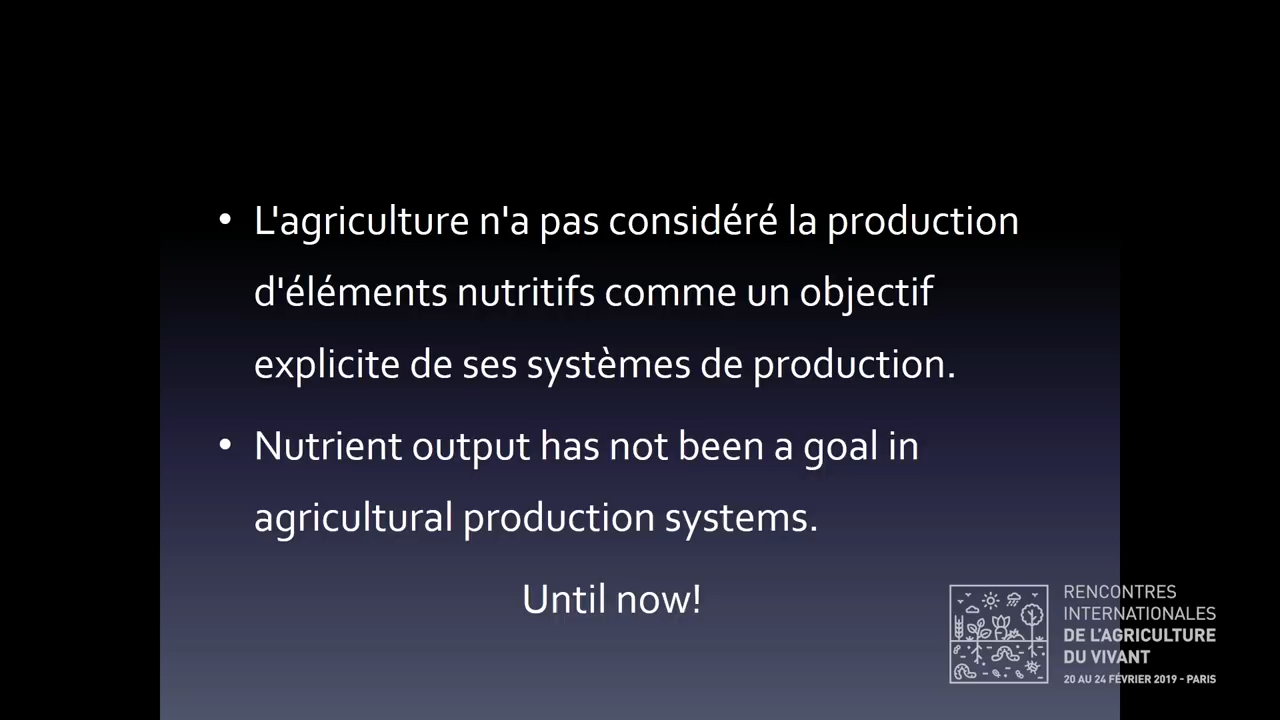 • L'agriculture n'a pas considéré la production
d'éléments nutritifs comme un objectif
explicite de ses systèmes de production.
• Nutrient output has not been a goal in
agricultural production systems.
Until now!
RENCONTRES
INTERNATIONALES
DE L'AGRICULTURE
DU VIVANT
20 AU 24 FÉVRIER 2019 – PARIS